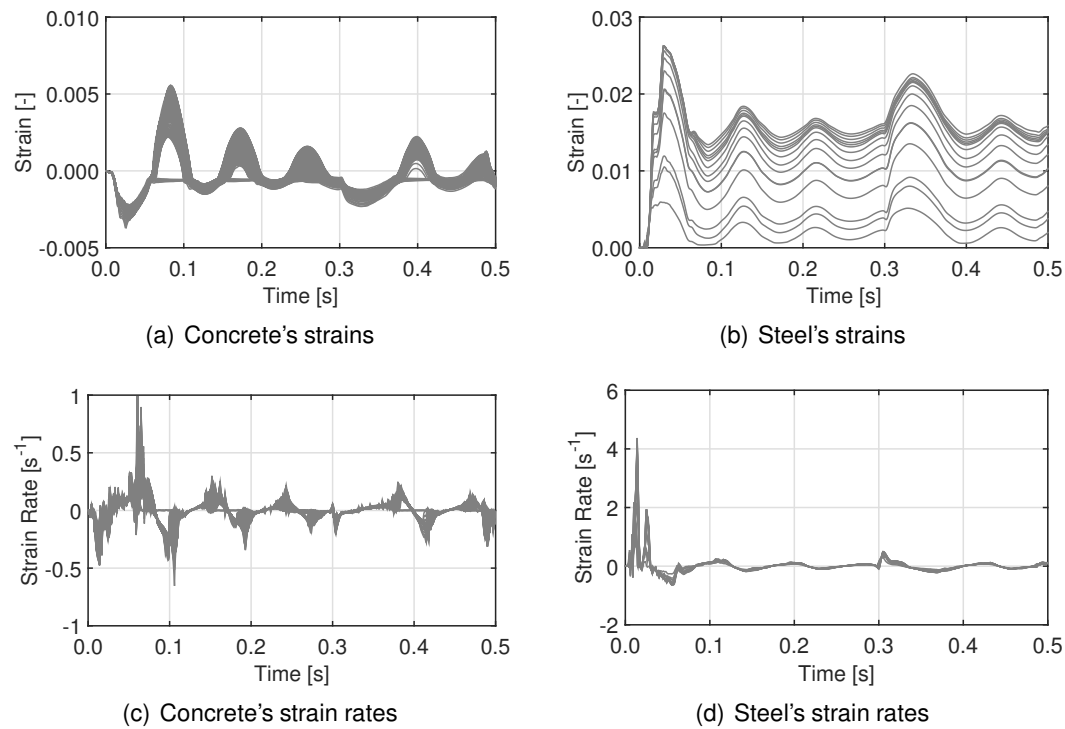 0.010
0.005
0.000
-0.005
Strain [-]
0.0 0.1 0.2 0.3 0.4 0.5
Time [s]
(a) Concrete's strains
0.03
0.02
0.01
0.00
Strain [-]
0.0 0.1 0.2 0.3 0.4 0.5
Time [s]
(b) Steel's strains
1
0.5
0
-0.5
-1
Strain Rate [s-1]
0.0 0.1 0.2 0.3 0.4 0.5
Time [s]
(c) Concrete's strain rates
6
4
2
0
-2
Strain Rate [s-1]
0.0 0.1 0.2 0.3 0.4 0.5
Time [s]
(d) Steel's strain rates